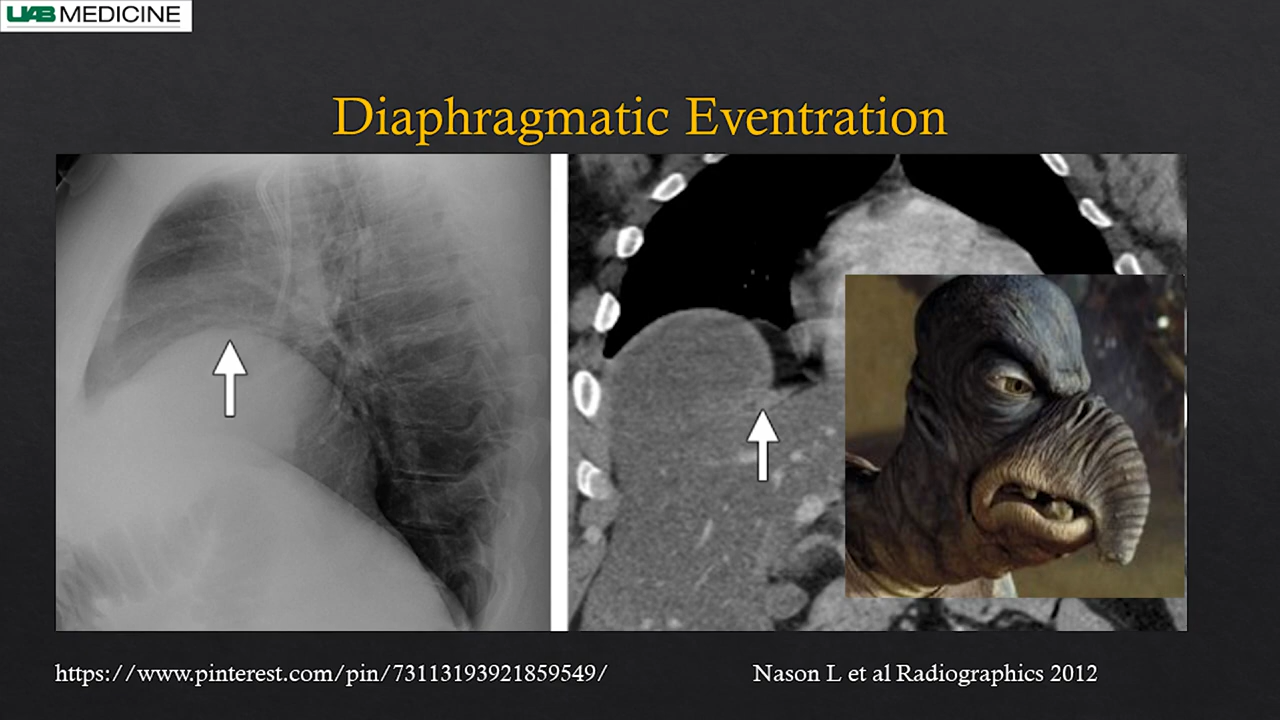 UAB MEDICINE
Diaphragmatic Eventration
https://www.pinterest.com/pin/73113193921859549/
Nason L et al Radiographics 2012